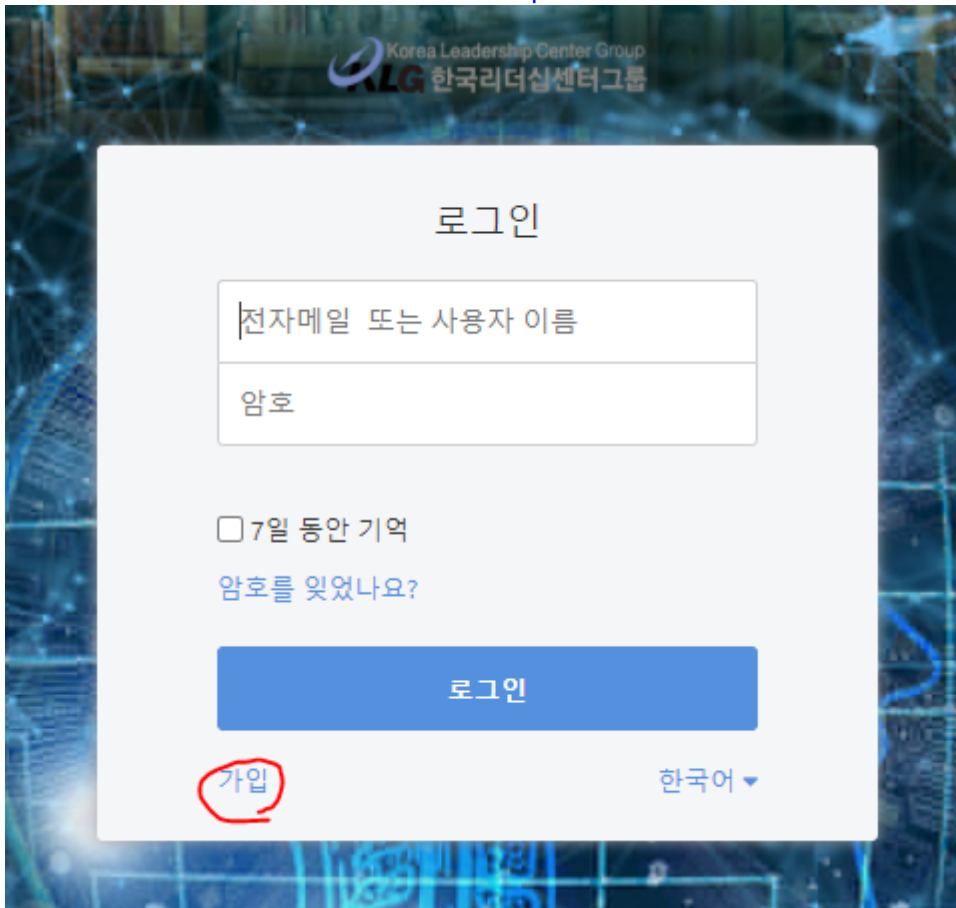 Korea Leadership Center Group
KLG 한국리더십센터그룹
로그인
전자메일 또는 사용자 이름
암호
7일 동안 기억
암호를 잊었나요?
로그인
가입
한국어